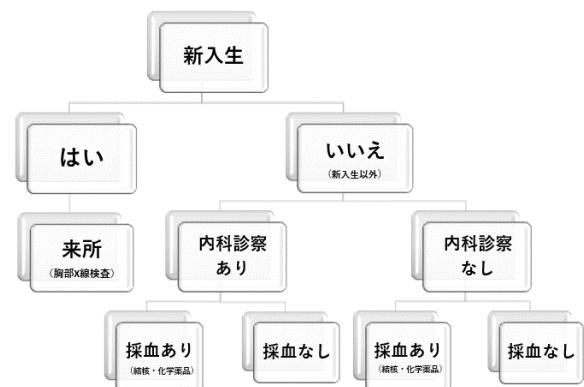 新入生
はい
いいえ
（新入生以外）
来所
（胸部X線検査）
内科診察
あり
内科診察
なし
採血あり
（結核・化学薬品）
採血なし
採血あり
（結核・化学薬品）
採血なし